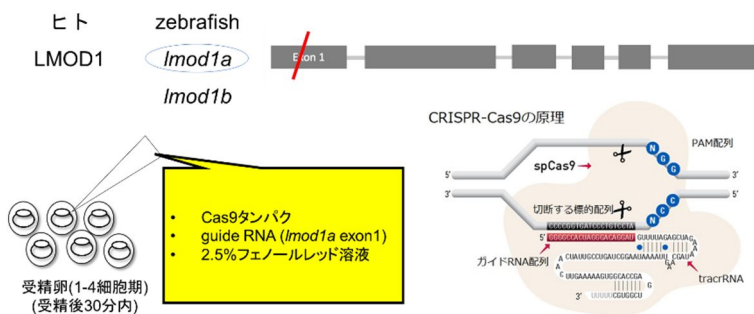 ヒト
zebrafish
LMOD1
lmod1a
Exon 1
lmod1b
CRISPR-Cas9の原理
PAM配列
spCas9
N
G
G
5'
3'
3'
5'
切断する標的配列
N
C
C
5'
GUUUUAGAGCUA
ガイドRNA配列
tracrRNA
3'
• Cas9タンパク
• guide RNA (lmod1a exon1)
• 2.5%フェノールレッド溶液
受精卵(1-4細胞期)
(受精後30分内)